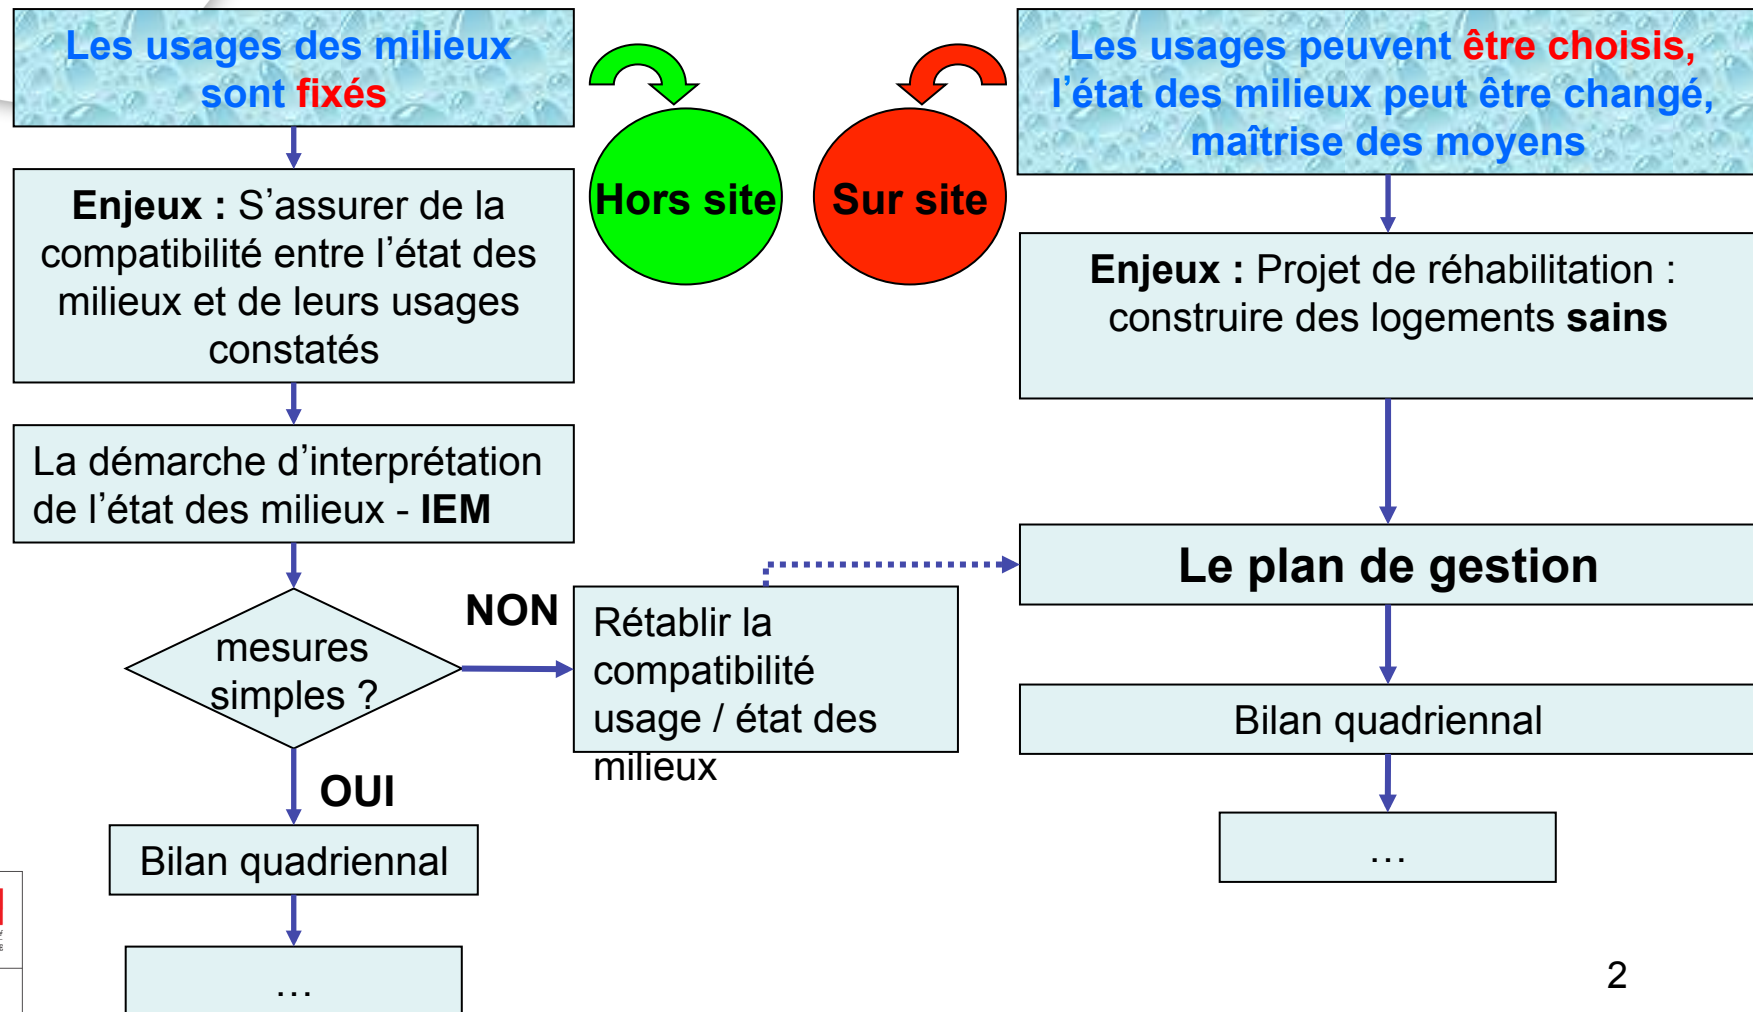 Les usages des milieux
sont fixés
Enjeux : S’assurer de la
compatibilité entre l’état des
milieux et de leurs usages
constatés
La démarche d’interprétation
de l’état des milieux - IEM
mesures
simples ?
NON
OUI
Rétablir la
compatibilité
usage / état des
milieux
Bilan quadriennal
…
Hors site
Sur site
Les usages peuvent être choisis,
l’état des milieux peut être changé,
maîtrise des moyens
Enjeux : Projet de réhabilitation :
construire des logements sains
Le plan de gestion
Bilan quadriennal
…
2